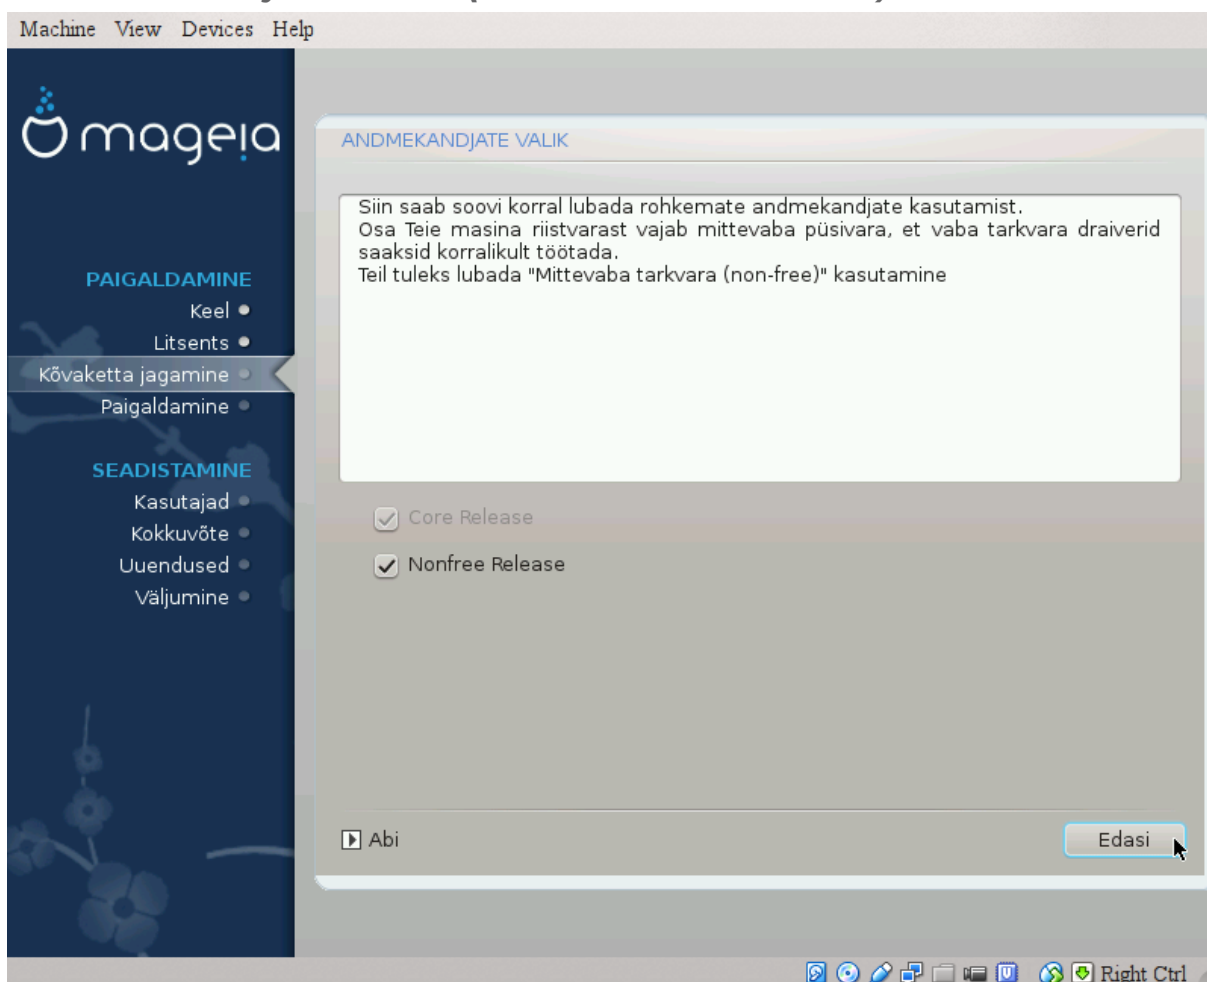 Machine View Devices Help
mageia
ANDMEKANDJATE VALIK
Siin saab soovi korral lubada rohkemate andmekandjate kasutamist.
Osa Teie masina riistvarast vajab mittevaba püsivara, et vaba tarkvara draiverid
saaksid korralikult töötada.
Teil tuleks lubada "Mittevaba tarkvara (non-free)" kasutamine
PAIGALDAMINE
Keel
Litsents
Kõvaketta jagamine
Paigaldamine
SEADISTAMINE
Kasutajad
Kokkuvõte
Uuendused
Väljumine
Core Release
Nonfree Release
Abi
Edasi
Right Ctrl